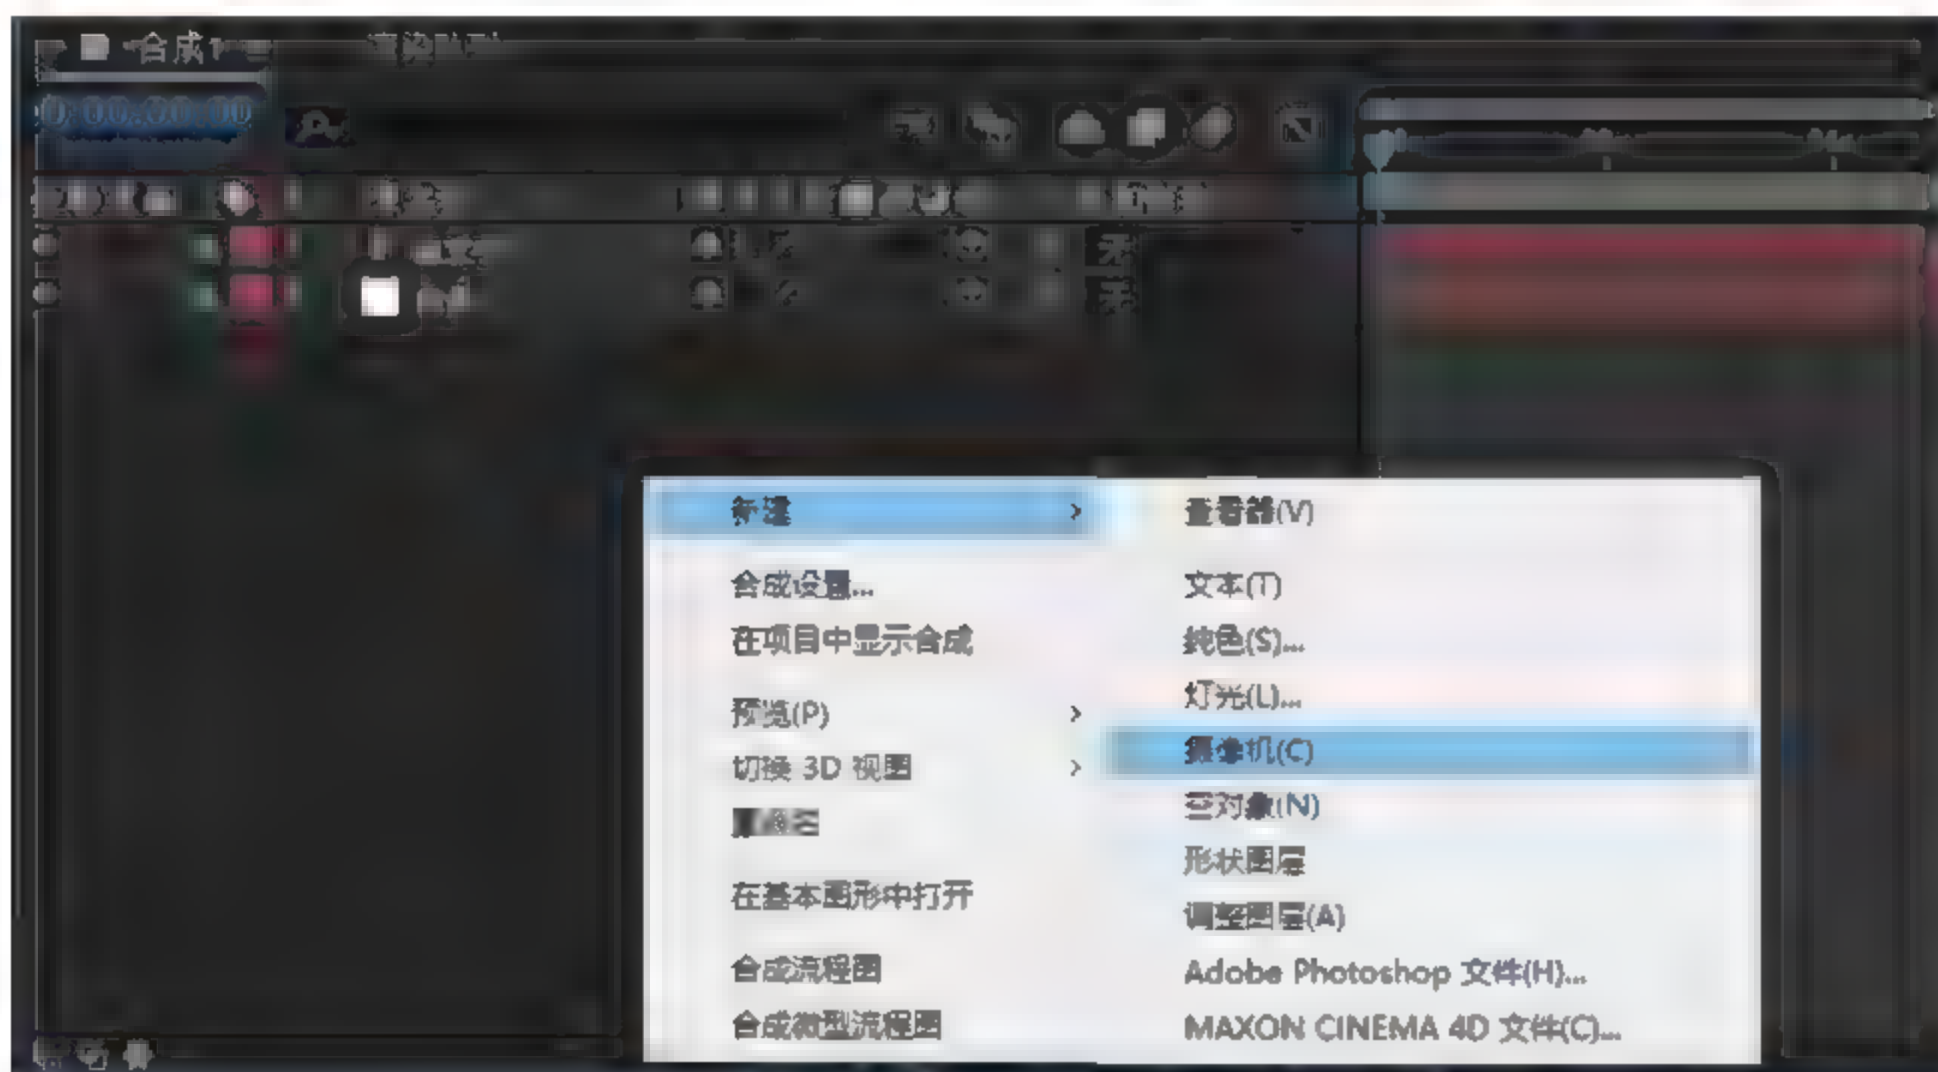 合成1
新建
合成设置...
在项目中显示合成
预览(P)
切换 3D 视图
在基本图形中打开
合成流程图
合成微型流程图
查看器(V)
文本(T)
纯色(S)...
灯光(L)...
摄像机(C)
空对象(N)
形状图层
调整图层(A)
Adobe Photoshop 文件(H)...
MAXON CINEMA 4D 文件(C)...